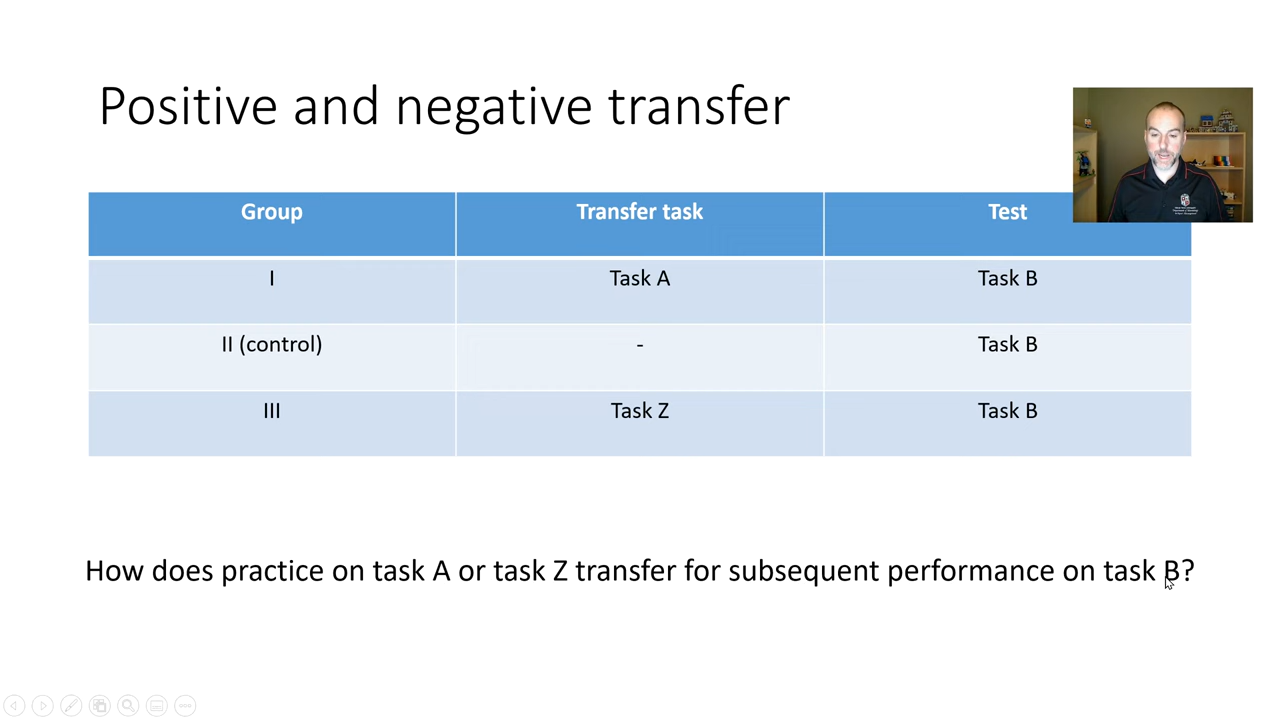 Positive and negative transfer
Group Transfer task Test
I Task A Task B
II (control) - Task B
III Task Z Task B
How does practice on task A or task Z transfer for subsequent performance on task B?